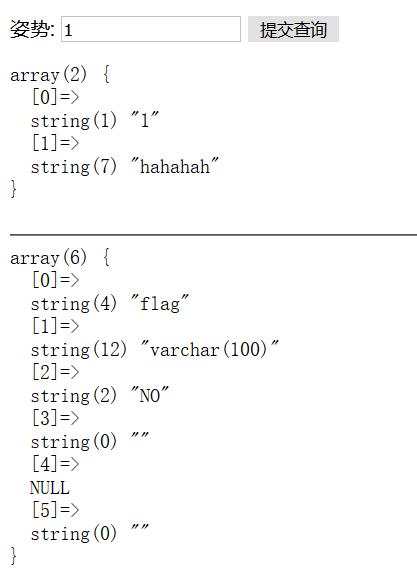 姿势: 1 提交查询
array(2) {
  [0]=>
  string(1) "1"
  [1]=>
  string(7) "hahahah"
}
array(6) {
  [0]=>
  string(4) "flag"
  [1]=>
  string(12) "varchar(100)"
  [2]=>
  string(2) "NO"
  [3]=>
  string(0) ""
  [4]=>
  NULL
  [5]=>
  string(0) ""
}